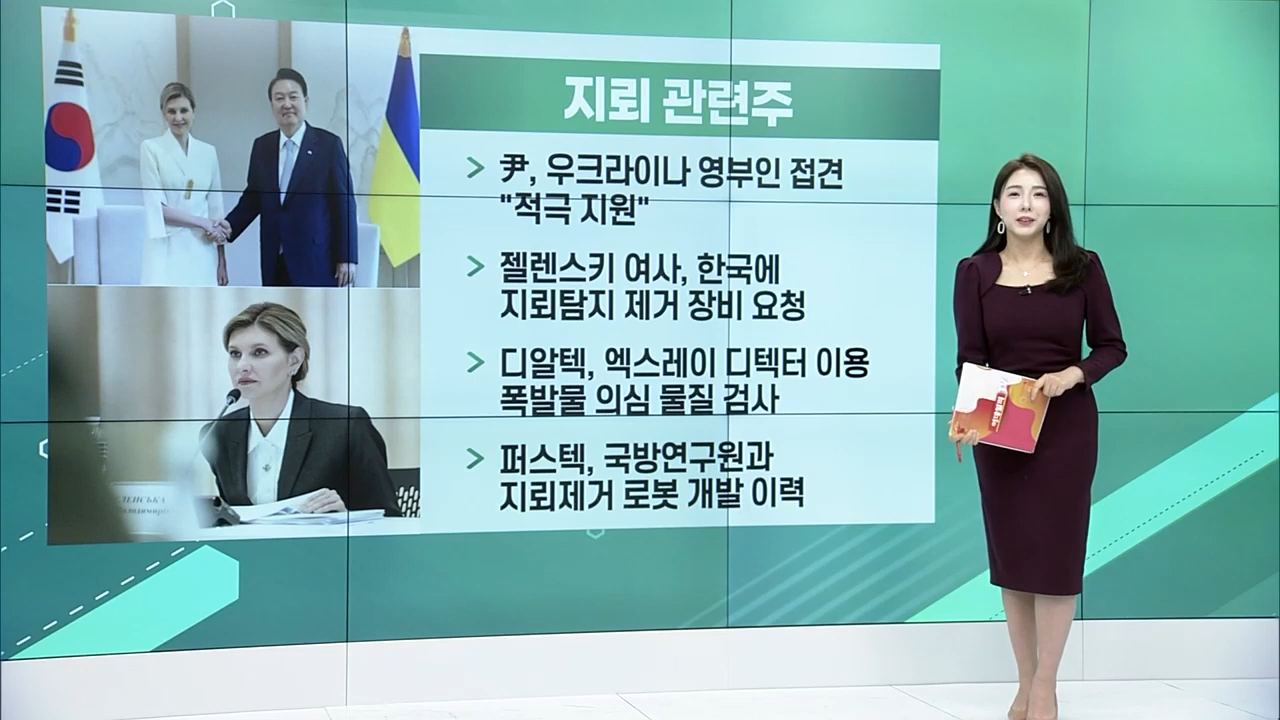 지뢰 관련주
尹, 우크라이나 영부인 접견
"적극 지원"
젤렌스키 여사, 한국에
지뢰탐지 제거 장비 요청
디알텍, 엑스레이 디텍터 이용
폭발물 의심 물질 검사
퍼스텍, 국방연구원과
지뢰제거 로봇 개발 이력